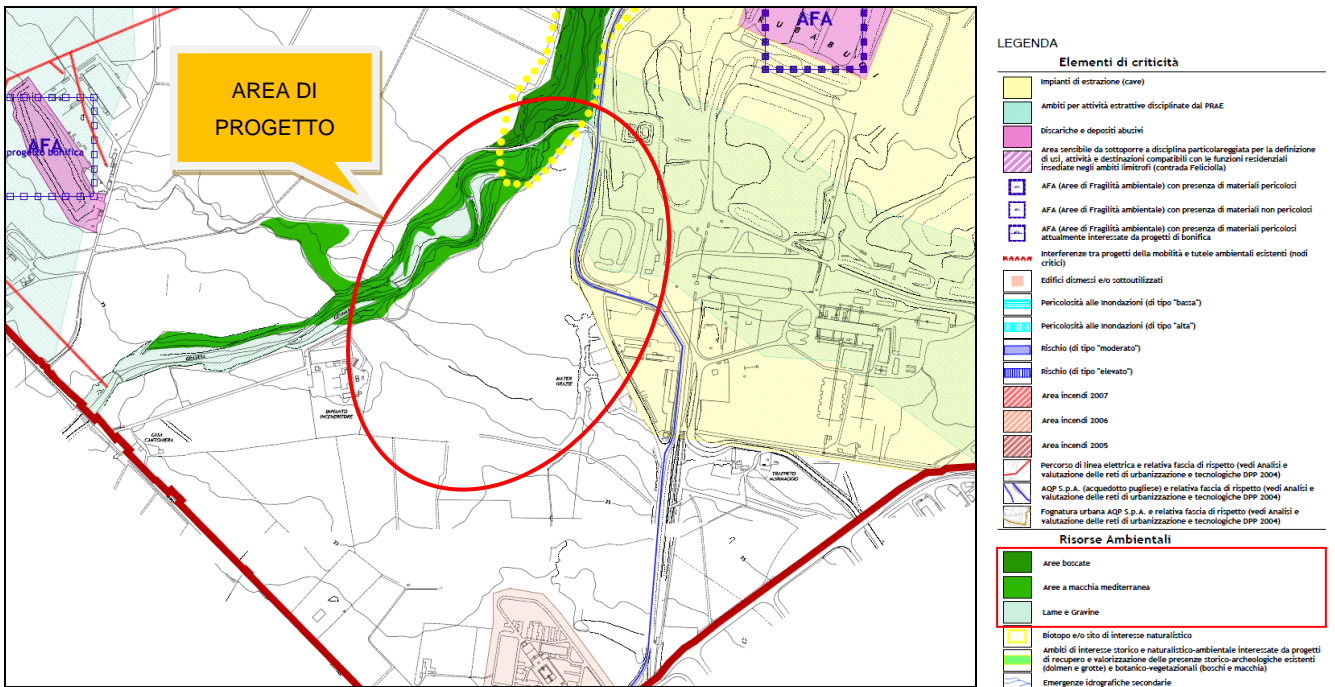 AFA
RUGABULI
AREA DI
PROGETTO
AFA
progetto bonifica
GRAVINA
IMPIANTO
INCENERITORE
MATER
GRAZIE
CASA
CANTONIERA
TRAPPETO
MURIMAGGIO
LEGENDA
Elementi di criticità
Impianti di estrazione (cave)
Ambiti per attività estrattive disciplinate dal PRAE
Discariche e depositi abusivi
Area sensibile da sottoporre a disciplina particolareggiata per la definizione
di usi, attività e destinazioni compatibili con le funzioni residenziali
insediate negli ambiti limitrofi (contrada Feliciolla)
AFA (Aree di Fragilità ambientale) con presenza di materiali pericolosi
AFA (Aree di Fragilità ambientale) con presenza di materiali non pericolosi
AFA (Aree di Fragilità ambientale) con presenza di materiali pericolosi
attualmente interessate da progetti di bonifica
Interferenze tra progetti della mobilità e tutele ambientali esistenti (nodi
critici)
Edifici dismessi e/o sottoutilizzati
Pericolosità alle Inondazioni (di tipo "bassa")
Pericolosità alle Inondazioni (di tipo "alta")
Rischio (di tipo "moderato")
Rischio (di tipo "elevato")
Area incendi 2007
Area incendi 2006
Area incendi 2005
Percorso di linea elettrica e relativa fascia di rispetto (vedi Analisi e
valutazione delle reti di urbanizzazione e tecnologiche DPP 2004)
AQP S.p.A. (acquedotto pugliese) e relativa fascia di rispetto (vedi Analisi e
valutazione delle reti di urbanizzazione e tecnologiche DPP 2004)
Fognatura urbana AQP S.p.A. e relativa fascia di rispetto (vedi Analisi e
valutazione delle reti di urbanizzazione e tecnologiche DPP 2004)
Risorse Ambientali
Aree boscate
Aree a macchia mediterranea
Lame e Gravine
Biotopo e/o sito di interesse naturalistico
Ambiti di interesse storico e naturalistico-ambientale interessate da progetti
di recupero e valorizzazione delle presenze storico-archeologiche esistenti
(dolmen e grotte) e botanico-vegetazionali (boschi e macchia)
Emergenze idrografiche secondarie